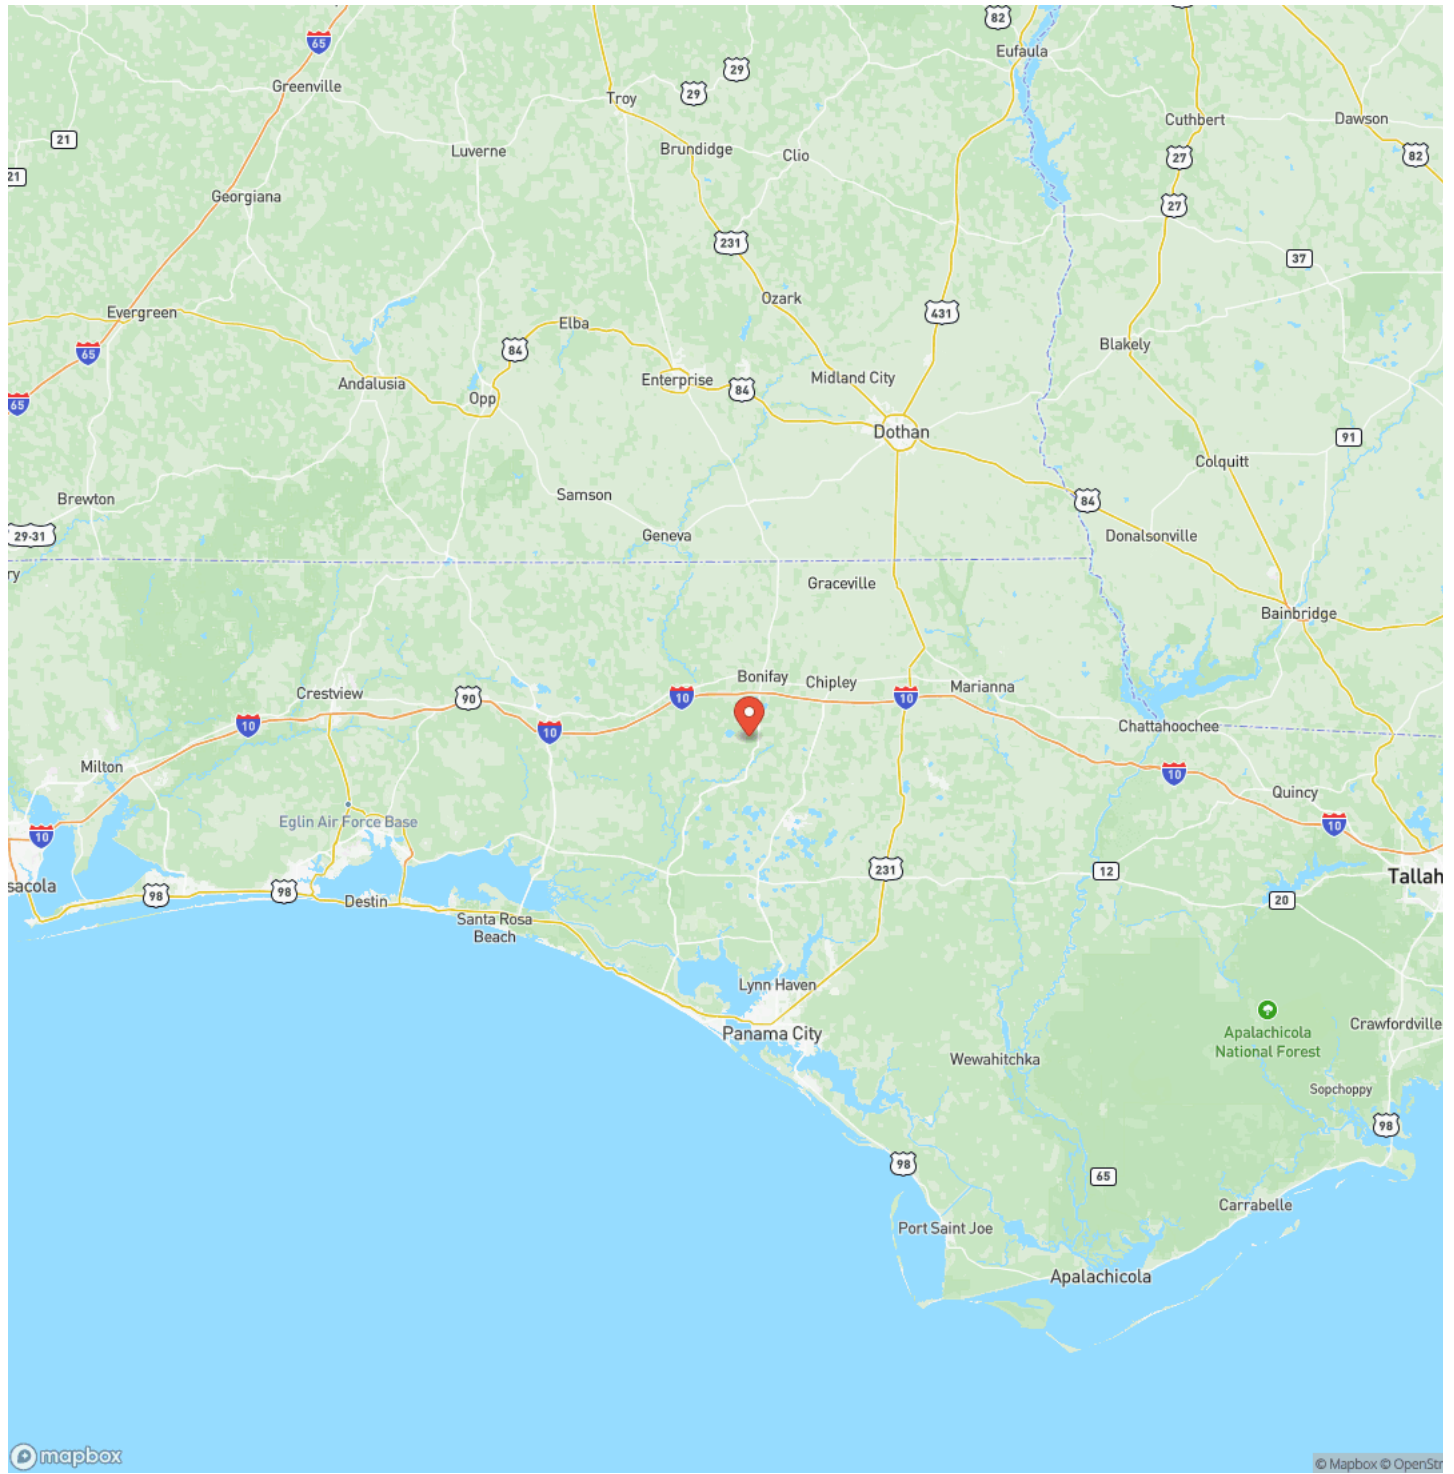 82
65
Eufaula
29
Greenville
29
Troy
Cuthbert
Dawson
21
Luverne
Brundidge
Clio
27
82
21
Georgiana
27
231
37
Ozark
Evergreen
431
Elba
Blakely
84
65
Andalusia
Enterprise
Midland City
84
Opp
65
Dothan
91
Colquitt
Brewton
Samson
84
29-31
Geneva
Donalsonville
ry
Graceville
Bainbridge
Bonifay
Chipley
Marianna
Crestview
90
10
10
10
10
Chattahoochee
Milton
10
Quincy
Eglin Air Force Base
10
10
231
12
Tallah
sacola
98
98
20
Destin
Santa Rosa
Beach
Lynn Haven
Panama City
Apalachicola
National Forest
Crawfordville
Wewahitchka
Sopchoppy
98
98
65
Carrabelle
Port Saint Joe
Apalachicola
mapbox
© Mapbox © OpenStr